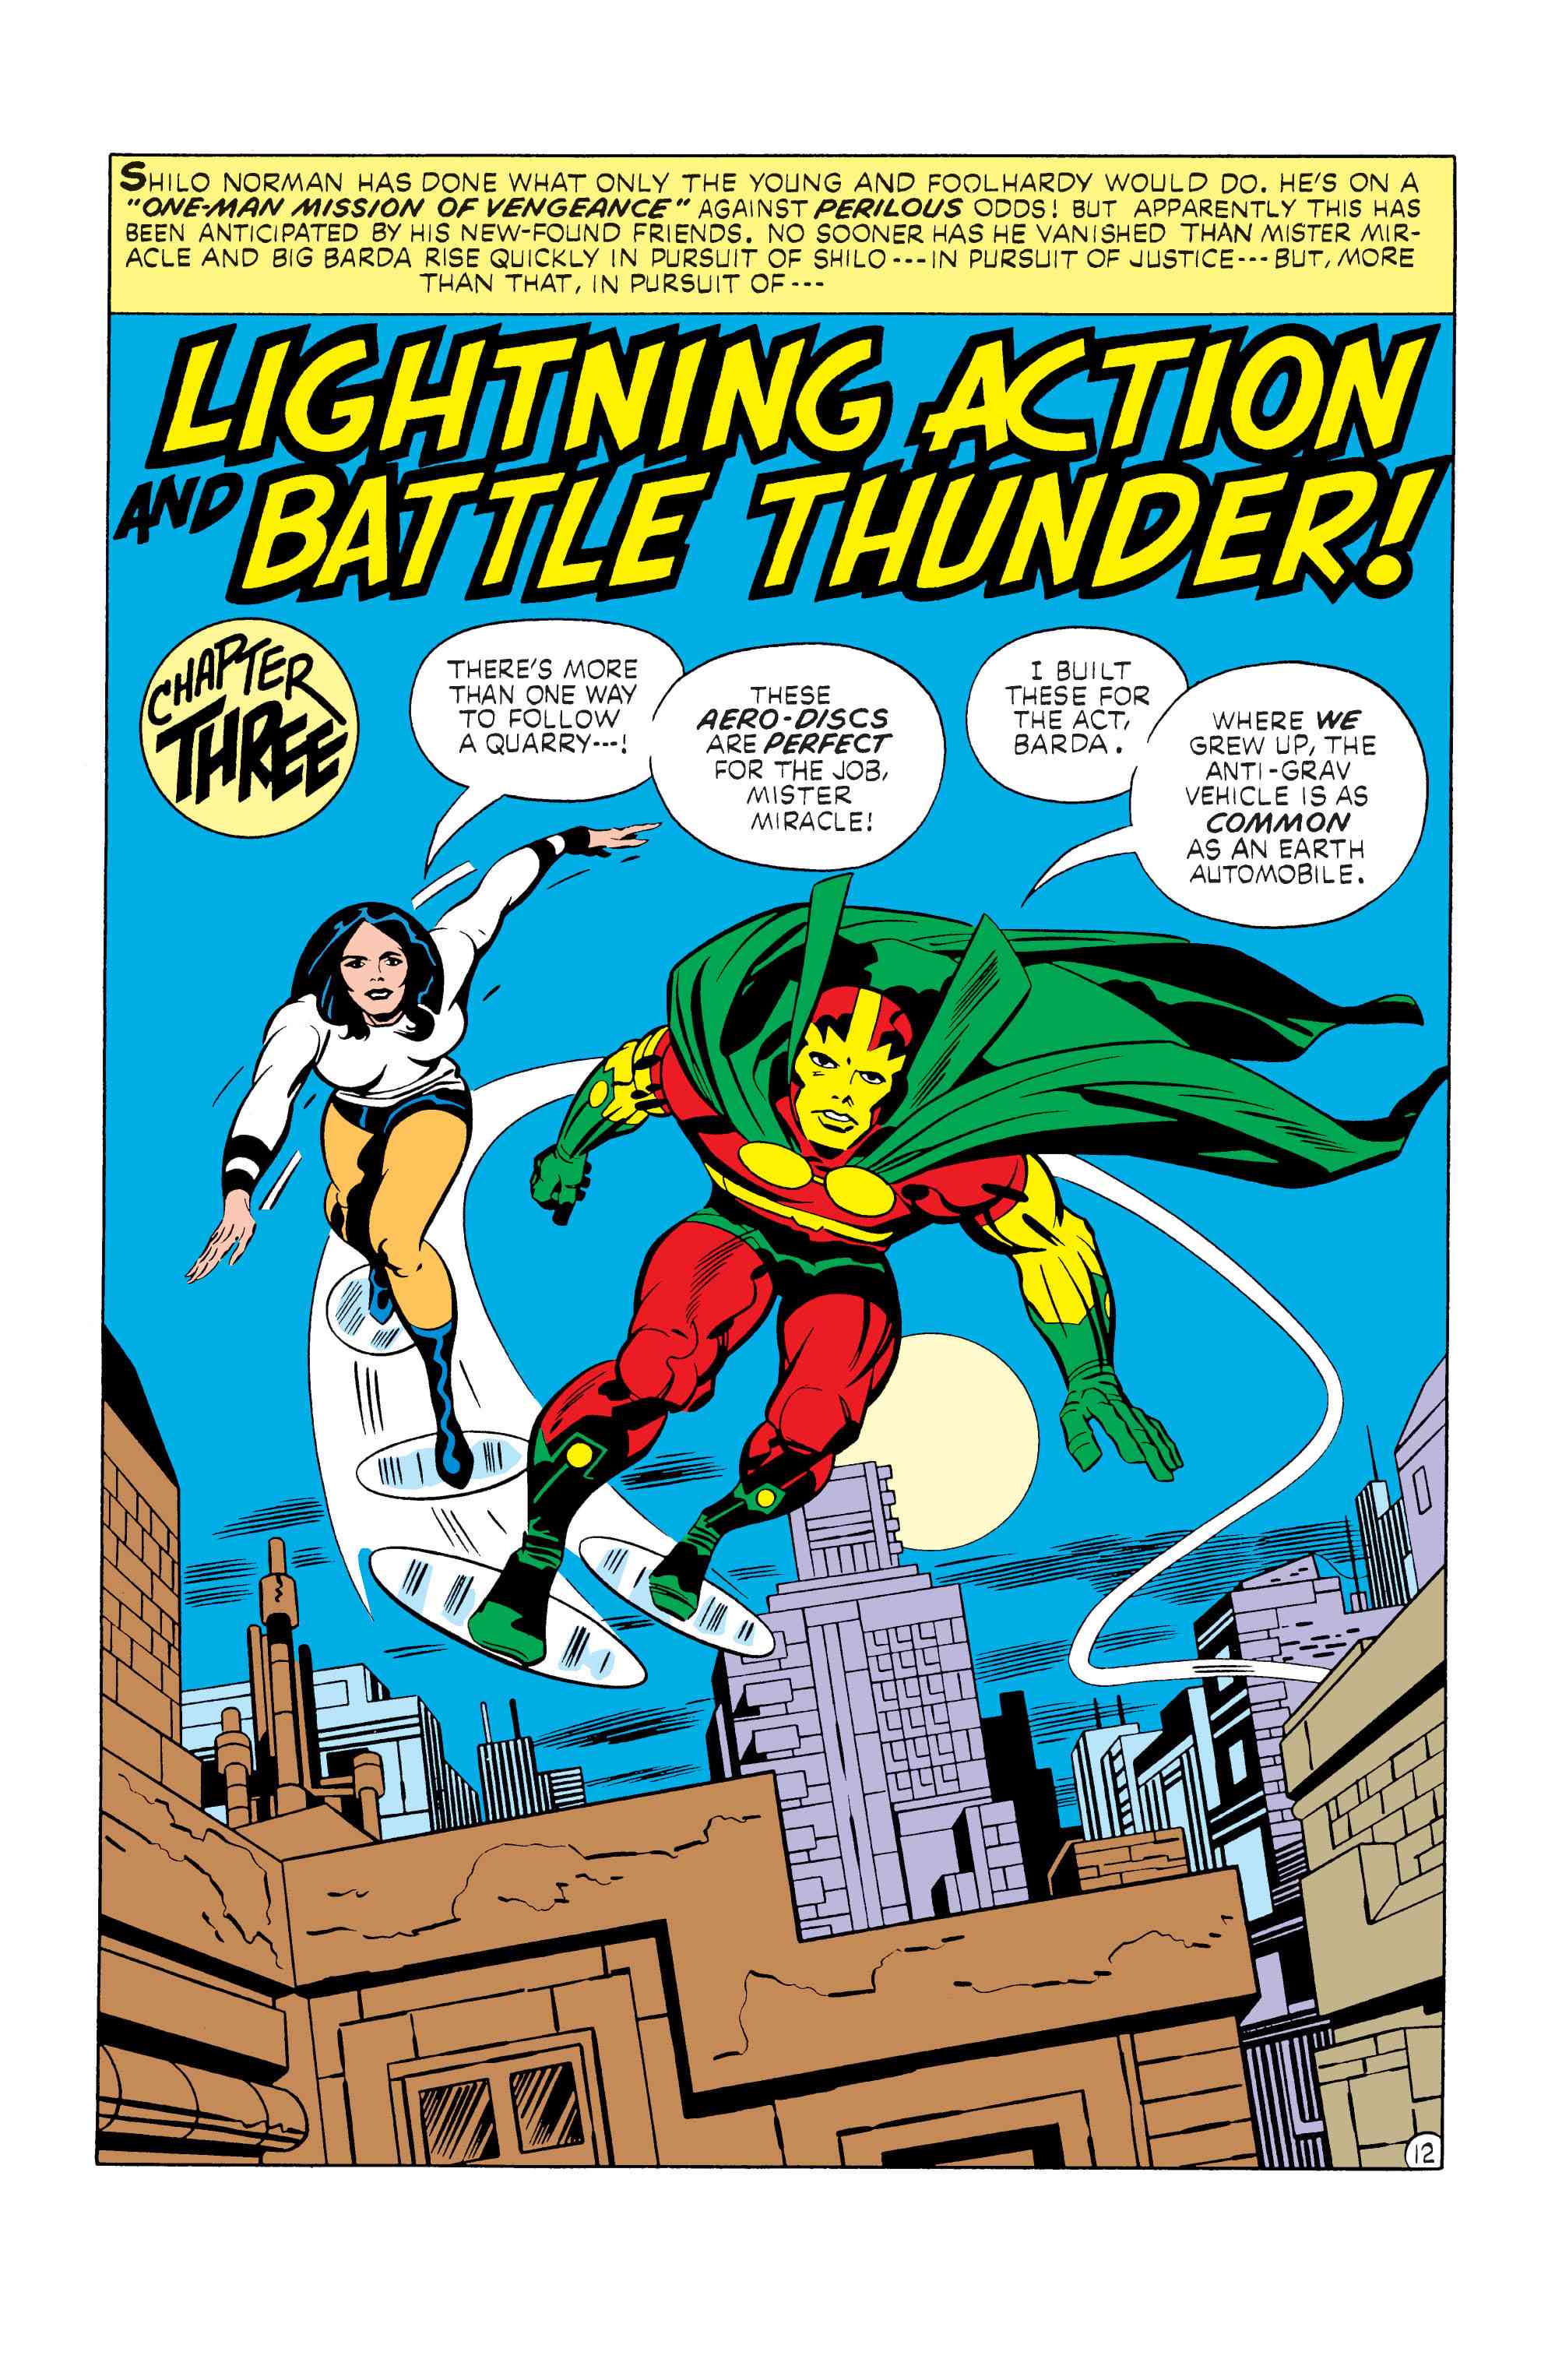 SHILO NORMAN HAS DONE WHAT ONLY THE YOUNG AND FOOLHARDY WOULD DO. HE'S ON A
"ONE-MAN MISSION OF VENGEANCE" AGAINST PERILOUS ODDS! BUT APPARENTLY THIS HAS
BEEN ANTICIPATED BY HIS NEW-FOUND FRIENDS. NO SOONER HAS HE VANISHED THAN MISTER MIR-
ACLE AND BIG BARDA RISE QUICKLY IN PURSUIT OF SHILO---IN PURSUIT OF JUSTICE---BUT, MORE
THAN THAT, IN PURSUIT OF---
LIGHTNING ACTION
AND BATTLE THUNDER!
CHAPTER
THREE
THERE'S MORE
THAN ONE WAY
TO FOLLOW
A QUARRY---!
THESE
AERO-DISCS
ARE PERFECT
FOR THE JOB,
MISTER
MIRACLE!
I BUILT
THESE FOR
THE ACT,
BARDA.
WHERE WE
GREW UP, THE
ANTI-GRAV
VEHICLE IS AS
COMMON
AS AN EARTH
AUTOMOBILE.
12